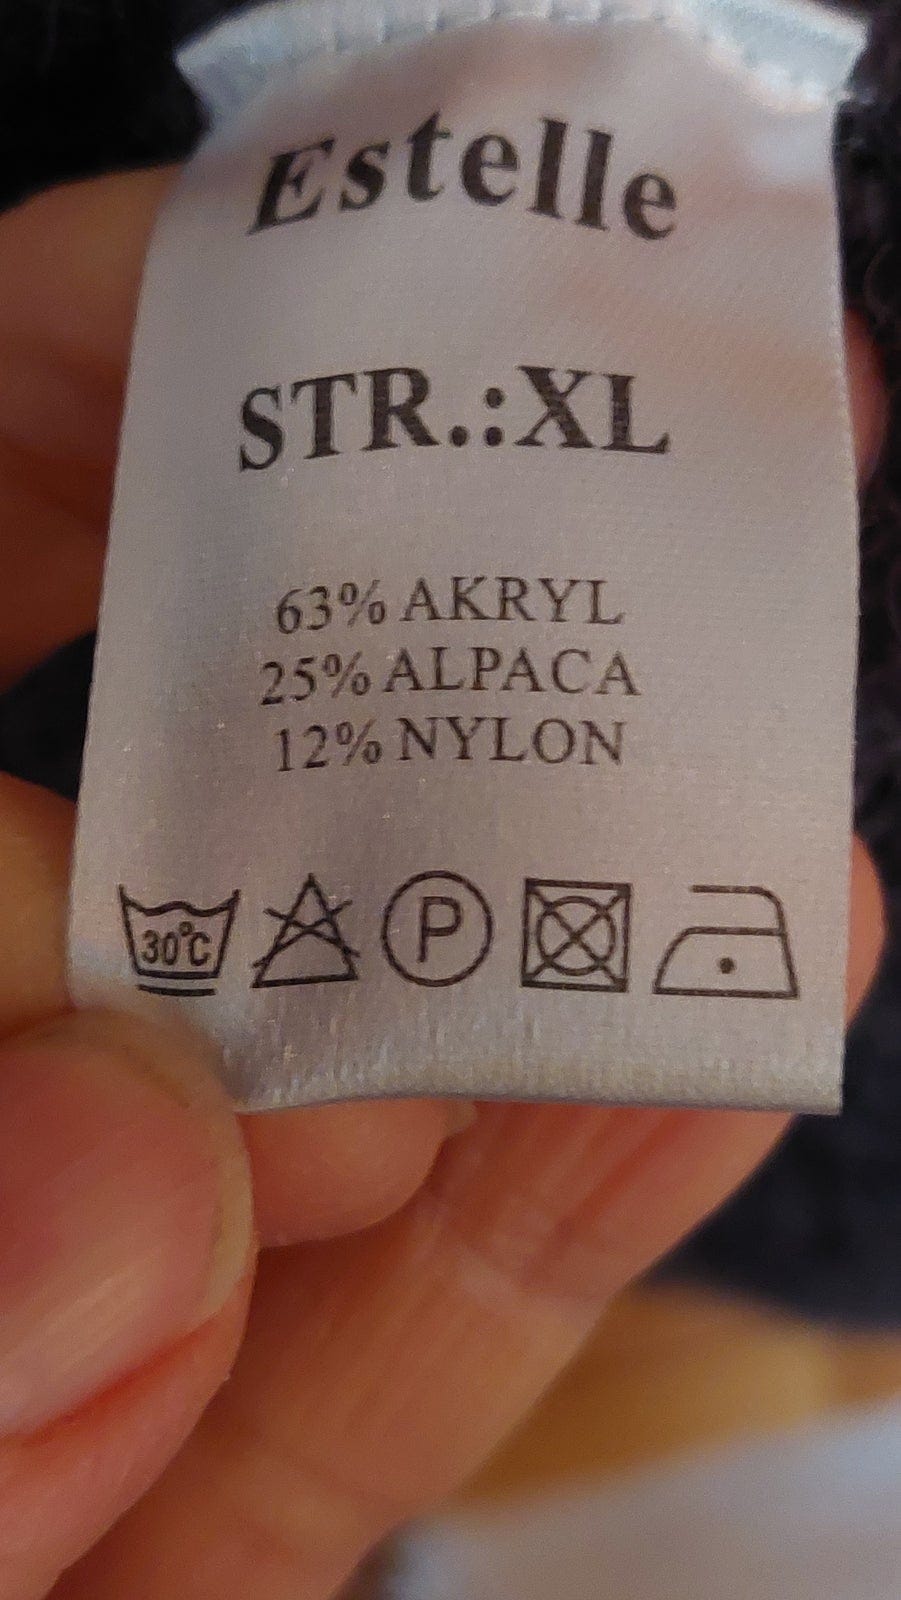 Estelle
STR.:XL
63% AKRYL
25% ALPACA
12% NYLON
30°C P